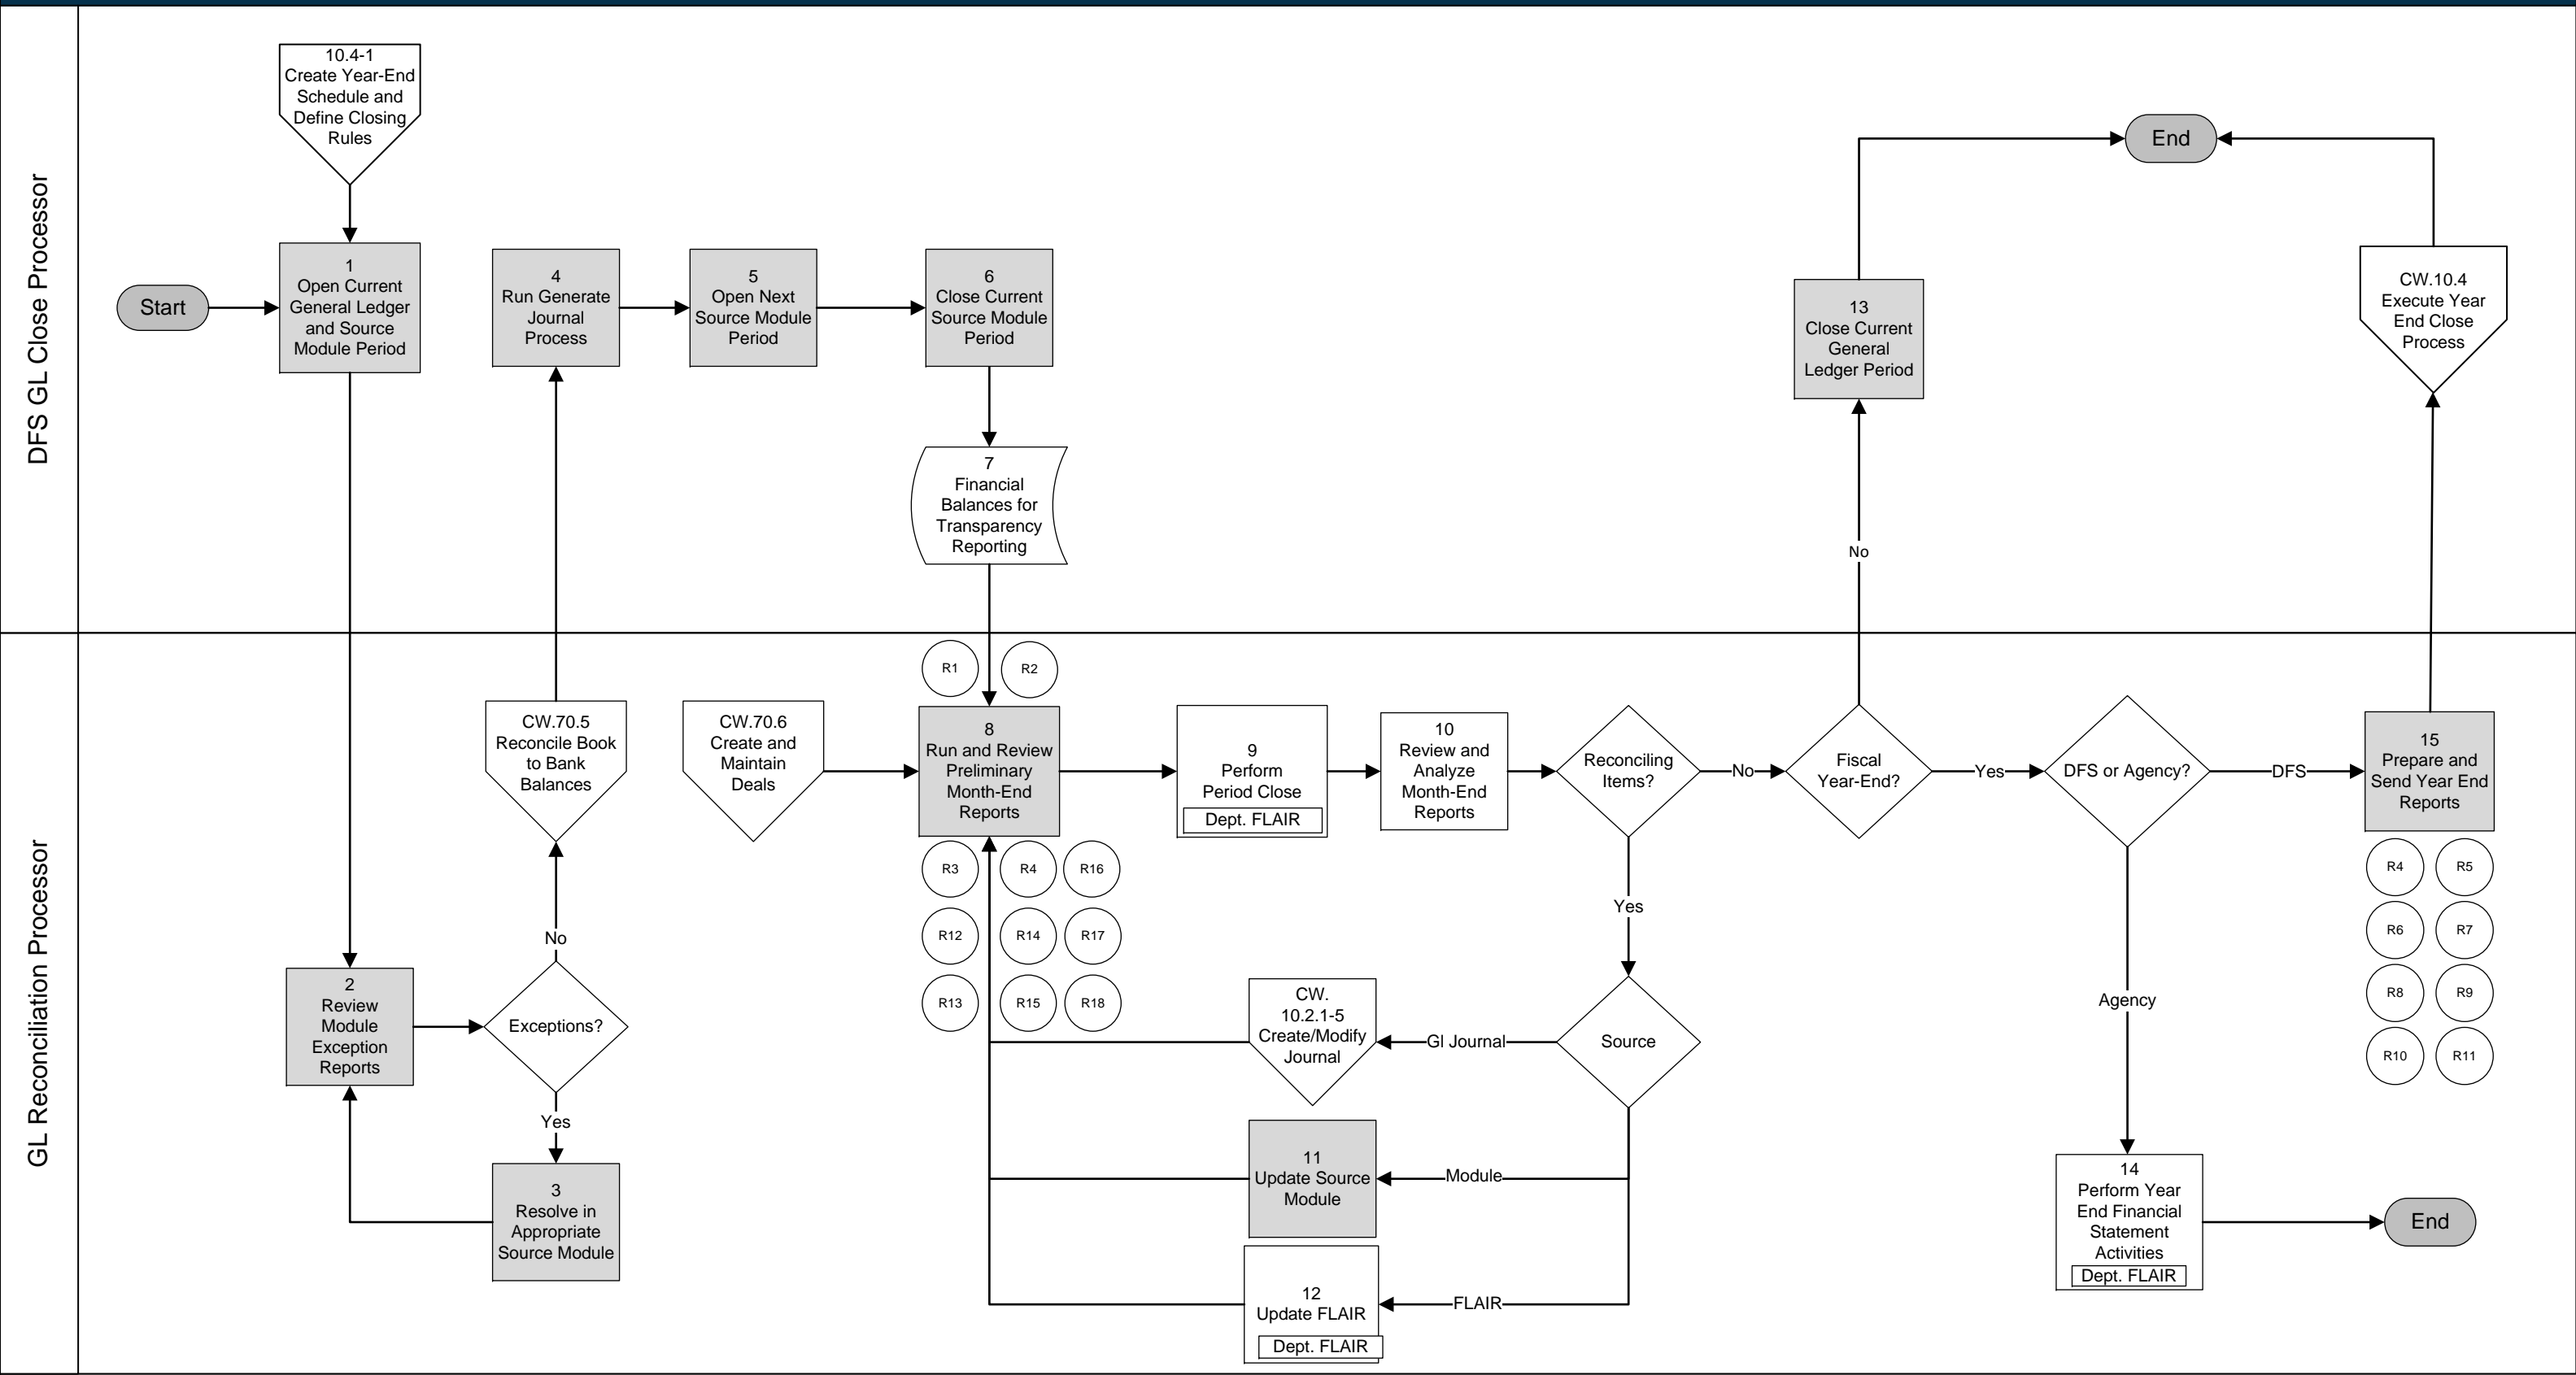 DFS GL Close Processor
10.4-1
Create Year-End
Schedule and
Define Closing
Rules
Start
1
Open Current
General Ledger
and Source
Module Period
4
Run Generate
Journal
Process
5
Open Next
Source Module
Period
6
Close Current
Source Module
Period
7
Financial
Balances for
Transparency
Reporting
End
13
Close Current
General
Ledger Period
No
CW.10.4
Execute Year
End Close
Process
GL Reconciliation Processor
2
Review
Module
Exception
Reports
Exceptions?
No
Yes
3
Resolve in
Appropriate
Source Module
CW.70.5
Reconcile Book
to Bank
Balances
CW.70.6
Create and
Maintain
Deals
R1
R2
8
Run and Review
Preliminary
Month-End
Reports
R3
R4
R16
R12
R14
R17
R13
R15
R18
9
Perform
Period Close
Dept. FLAIR
10
Review and
Analyze
Month-End
Reports
Reconciling
Items?
No
Yes
Source
Gl Journal
CW.
10.2.1-5
Create/Modify
Journal
Module
11
Update Source
Module
FLAIR
12
Update FLAIR
Dept. FLAIR
Fiscal
Year-End?
Yes
DFS or Agency?
DFS
Agency
15
Prepare and
Send Year End
Reports
R4
R5
R6
R7
R8
R9
R10
R11
14
Perform Year
End Financial
Statement
Activities
Dept. FLAIR
End